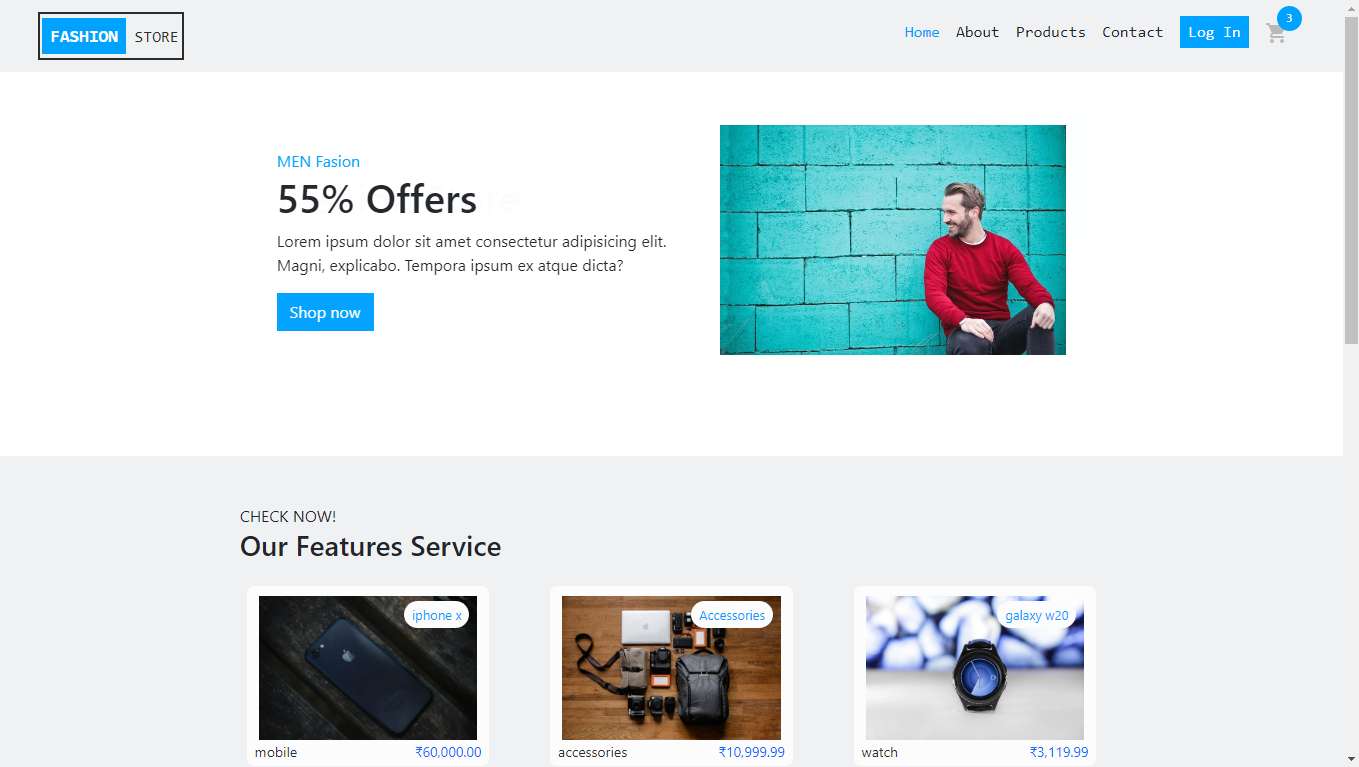 FASHION STORE
Home About Products Contact Log In 3
MEN Fasion
55% Offers
Lorem ipsum dolor sit amet consectetur adipisicing elit.
Magni, explicabo. Tempora ipsum ex atque dicta?
Shop now
CHECK NOW!
Our Features Service
iphone x
mobile ₹60,000.00
Accessories
accessories ₹10,999.99
galaxy w20
watch ₹3,119.99